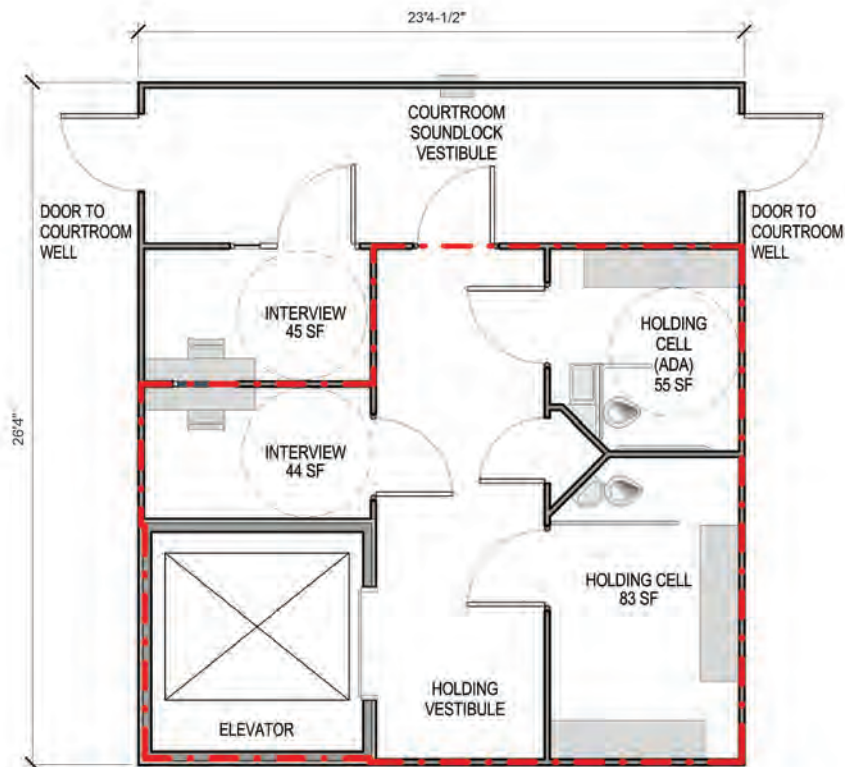 23'4-1/2"
COURTROOM
SOUNDLOCK
VESTIBULE
DOOR TO
COURTROOM
WELL
DOOR TO
COURTROOM
WELL
INTERVIEW
45 SF
HOLDING
CELL
(ADA)
55 SF
26'4"
INTERVIEW
44 SF
HOLDING CELL
83 SF
HOLDING
VESTIBULE
ELEVATOR